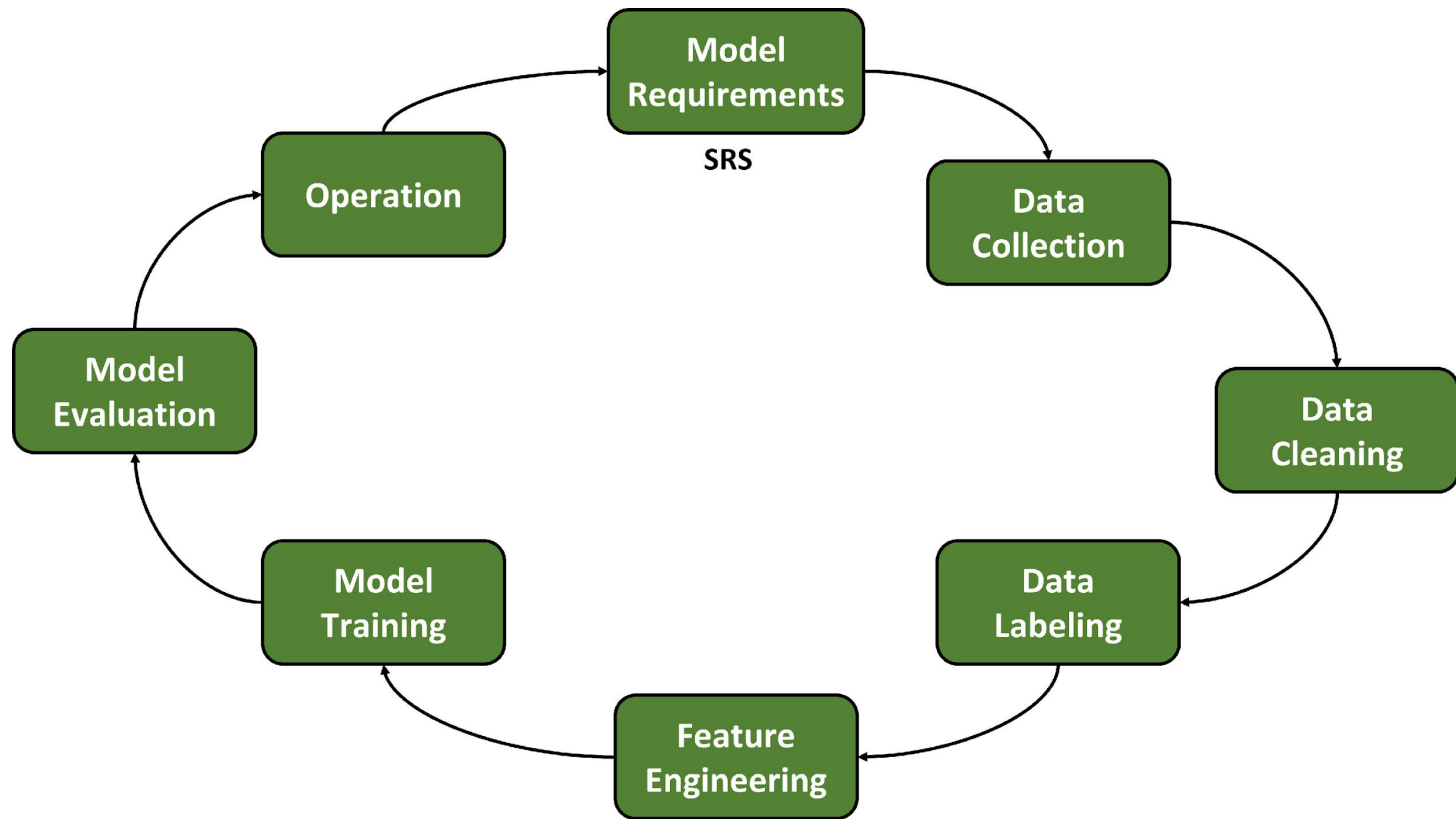 Model
Requirements
SRS
Operation
Data
Collection
Model
Evaluation
Data
Cleaning
Model
Training
Data
Labeling
Feature
Engineering